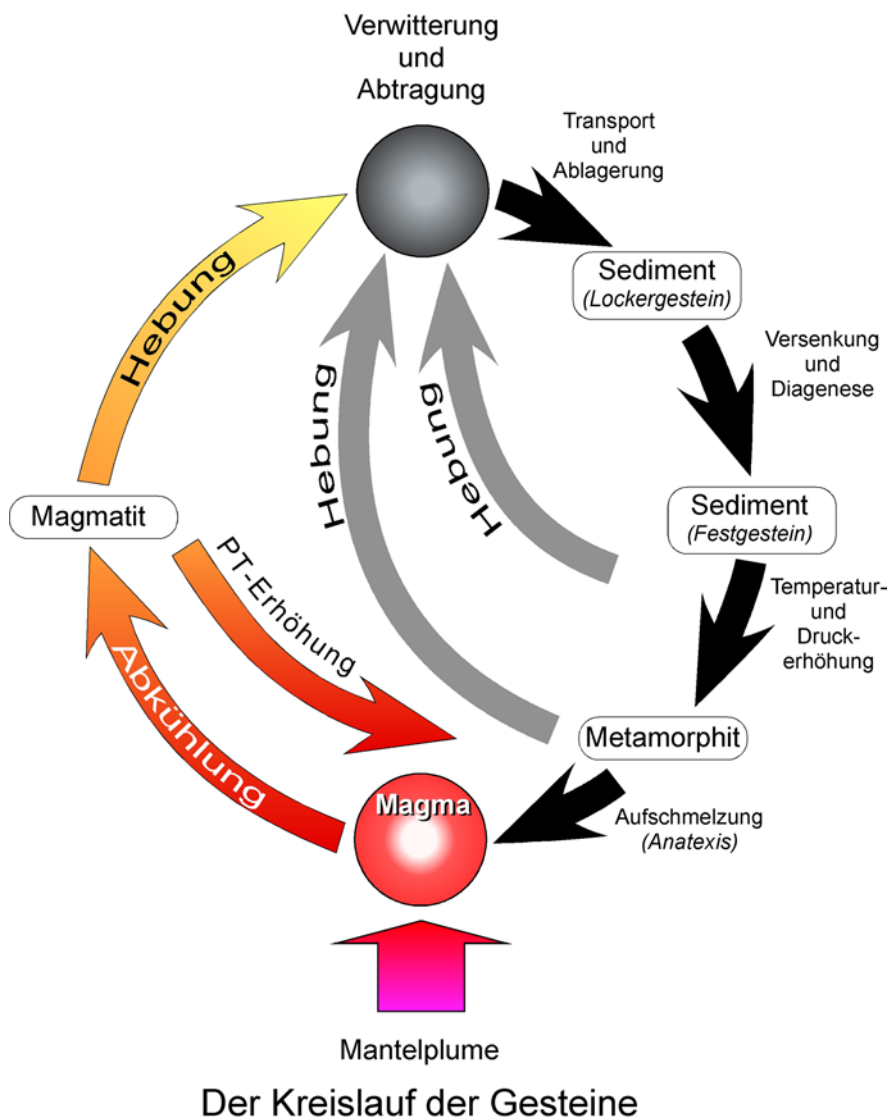 Verwitterung
und
Abtragung
Transport
und
Ablagerung
Sediment
(Lockergestein)
Versenkung
und
Diagenese
Sediment
(Festgestein)
Temperatur-
und
Druck-
erhöhung
Metamorphit
Aufschmelzung
(Anatexis)
Hebung
Hebung
Hebung
Magmatit
PT-Erhöhung
Abkühlung
Magma
Mantelplume
Der Kreislauf der Gesteine